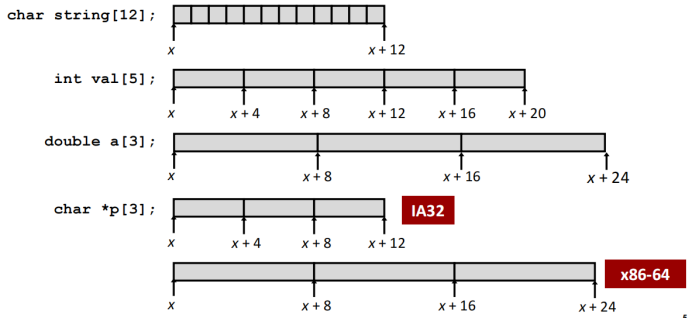 char string[12];
x x + 12
int val[5];
x x + 4 x + 8 x + 12 x + 16 x + 20
double a[3];
x x + 8 x + 16 x + 24
char *p[3]; IA32
x x + 4 x + 8 x + 12
x86-64
x x + 8 x + 16 x + 24
5